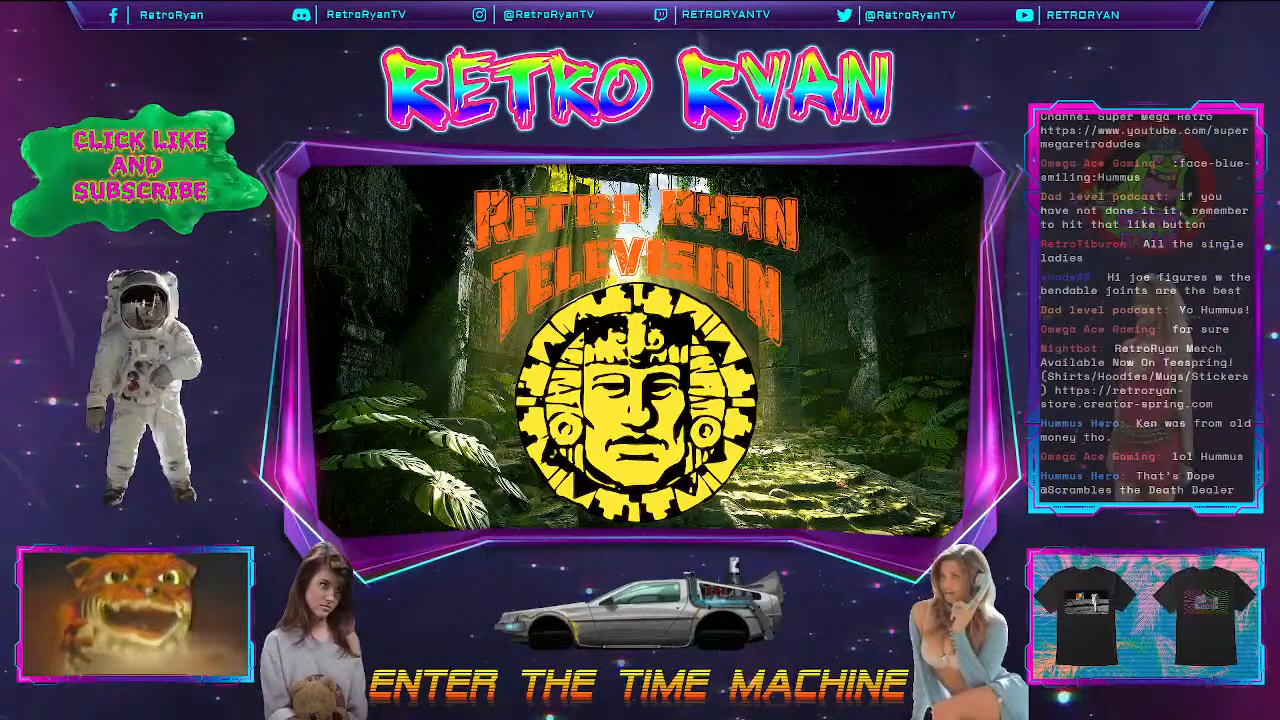 RetroRyan
RetroRyanTV
@RetroRyanTV
RETRORYANTV
@RetroRyanTV
RETRORYAN
RETRO RYAN
CLICK LIKE
AND
SUBSCRIBE
RETRO RYAN
TELEVISION
Channel Super Mega Retro
https://www.youtube.com/super
megaretrodudes
Omega Ace Gaming: :face-blue-
smiling:Hummus
Dad level podcast: if you
have not done it it, remember
to hit that like button
RetroTiburon: All the single
ladies
Hi joe figures w the
bendable joints are the best
Dad level podcast: Yo Hummus!
Omega Ace Gaming: for sure
Nightbot: RetroRyan Merch
Available Now On Teespring!
(Shirts/Hoodies/Mugs/Stickers
) https://retroryan-
store.creator-spring.com
Hummus Hero: Ken was from old
money tho.
Omega Ace Gaming: lol Hummus
Hummus Hero: That's Dope
@Scrambles the Death Dealer
ENTER THE TIME MACHINE